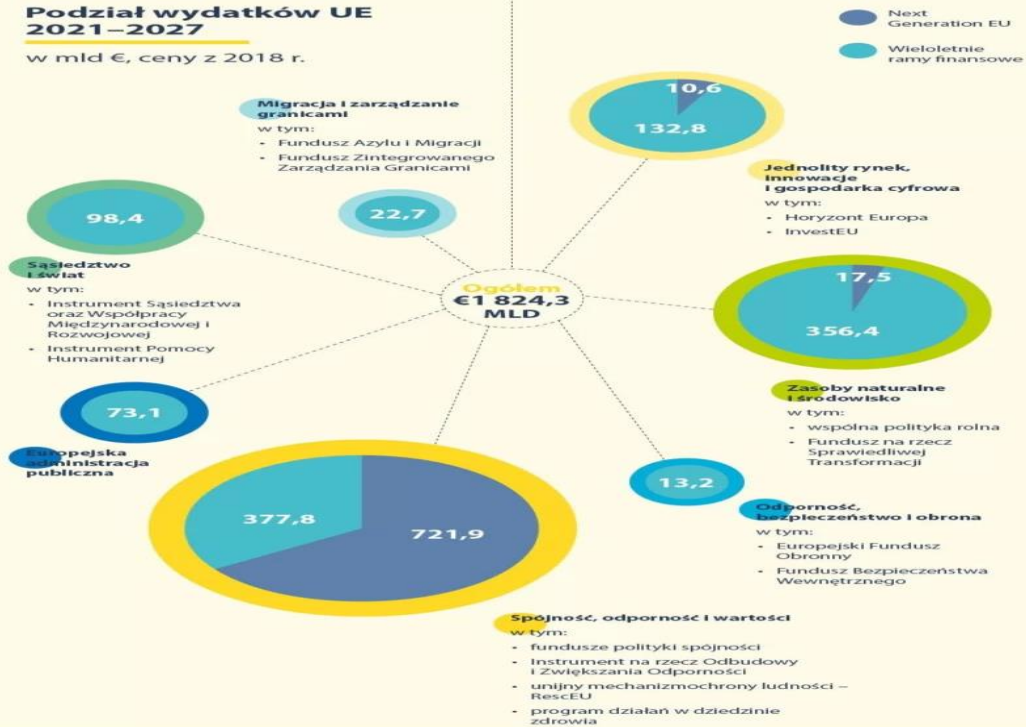 Podział wydatków UE
2021–2027
w mld €, ceny z 2018 r.
Next
Generation EU
Wieloletnie
ramy finansowe
Migracja i zarządzanie
granicami
w tym:
• Fundusz Azylu i Migracji
• Fundusz Zintegrowanego
Zarządzania Granicami
22,7
10,6
132,8
Jednolity rynek,
innowacje
i gospodarka cyfrowa
w tym:
• Horyzont Europa
• InvestEU
98,4
Sąsiedztwo
i świat
w tym:
• Instrument Sąsiedztwa
oraz Współpracy
Międzynarodowej i
Rozwojowej
• Instrument Pomocy
Humanitarnej
Ogółem
€1 824,3
MLD
17,5
356,4
Zasoby naturalne
i środowisko
w tym:
• wspólna polityka rolna
• Fundusz na rzecz
Sprawiedliwej
Transformacji
73,1
Europejska
administracja
publiczna
13,2
Odporność,
bezpieczeństwo i obrona
w tym:
• Europejski Fundusz
Obronny
• Fundusz Bezpieczeństwa
Wewnętrznego
377,8
721,9
Spójność, odporność i wartości
w tym:
• fundusze polityki spójności
• Instrument na rzecz Odbudowy
i Zwiększania Odporności
• unijny mechanizmochrony ludności –
RescEU
• program działań w dziedzinie
zdrowia